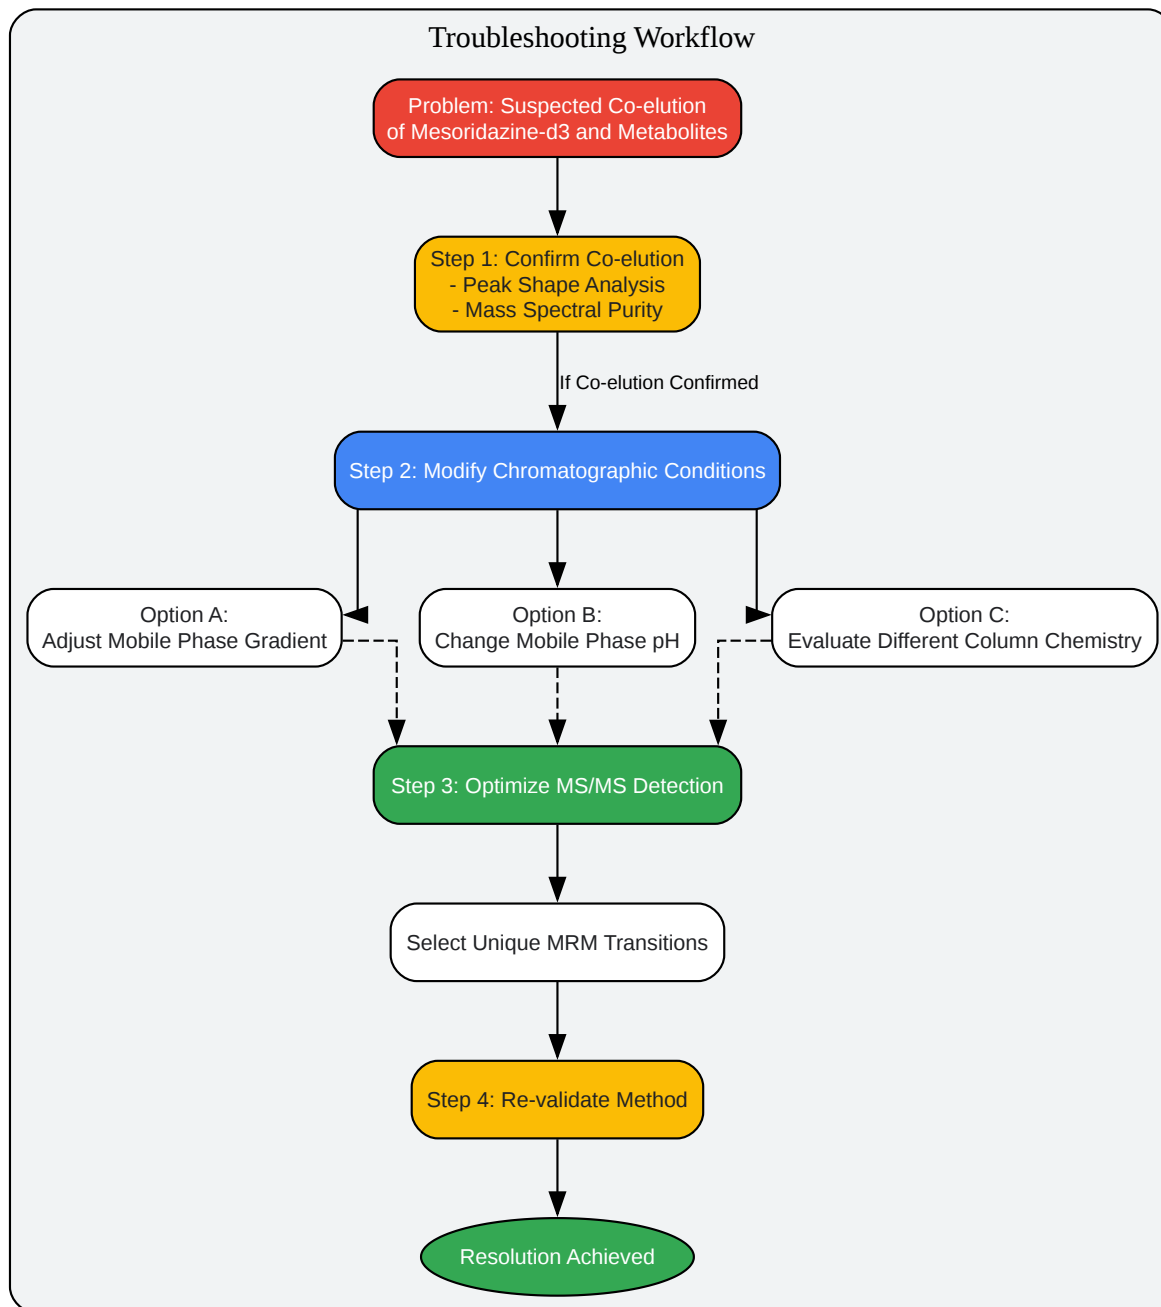 Troubleshooting Workflow
Problem: Suspected Co-elution
of Mesoridazine-d3 and Metabolites
Step 1: Confirm Co-elution
- Peak Shape Analysis
- Mass Spectral Purity
If Co-elution Confirmed
Step 2: Modify Chromatographic Conditions
Option A:
Adjust Mobile Phase Gradient
Option B:
Change Mobile Phase pH
Option C:
Evaluate Different Column Chemistry
Step 3: Optimize MS/MS Detection
Select Unique MRM Transitions
Step 4: Re-validate Method
Resolution Achieved